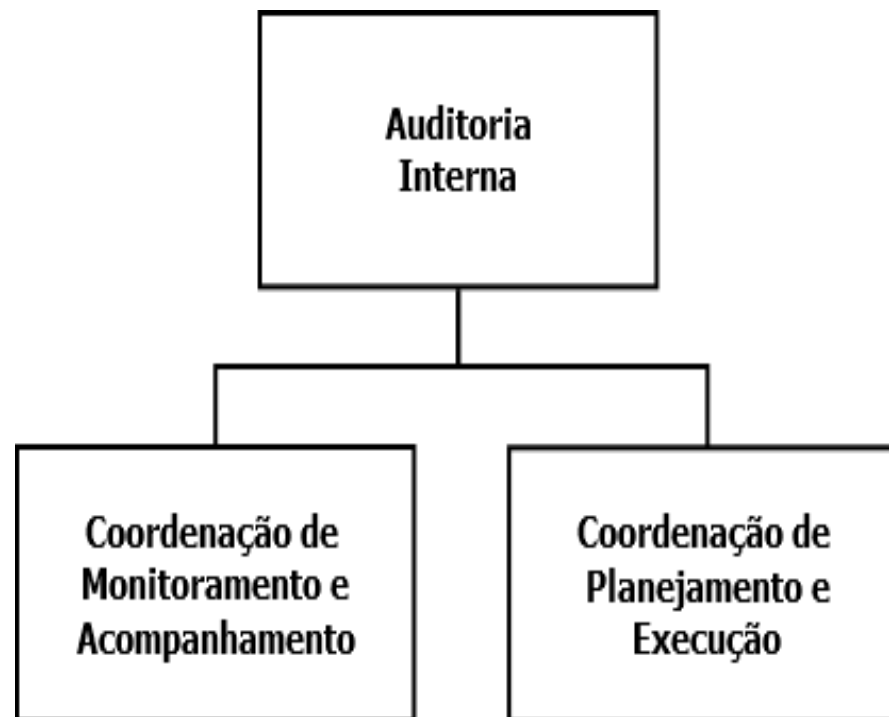 Auditoria
Interna
Coordenação de
Monitoramento e
Acompanhamento
Coordenação de
Planejamento e
Execução